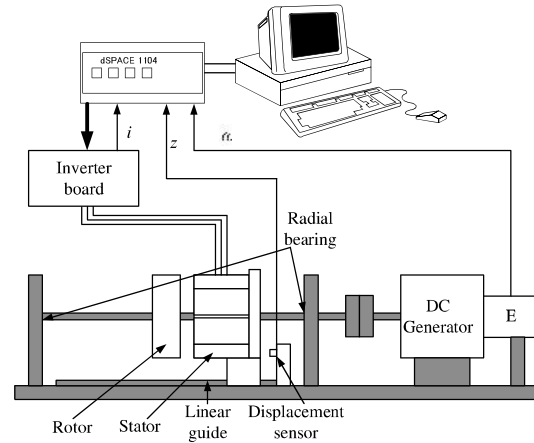 dSPACE 1104
i
z
Inverter
board
Radial
bearing
DC
Generator
E
Rotor
Stator
Linear
guide
Displacement
sensor